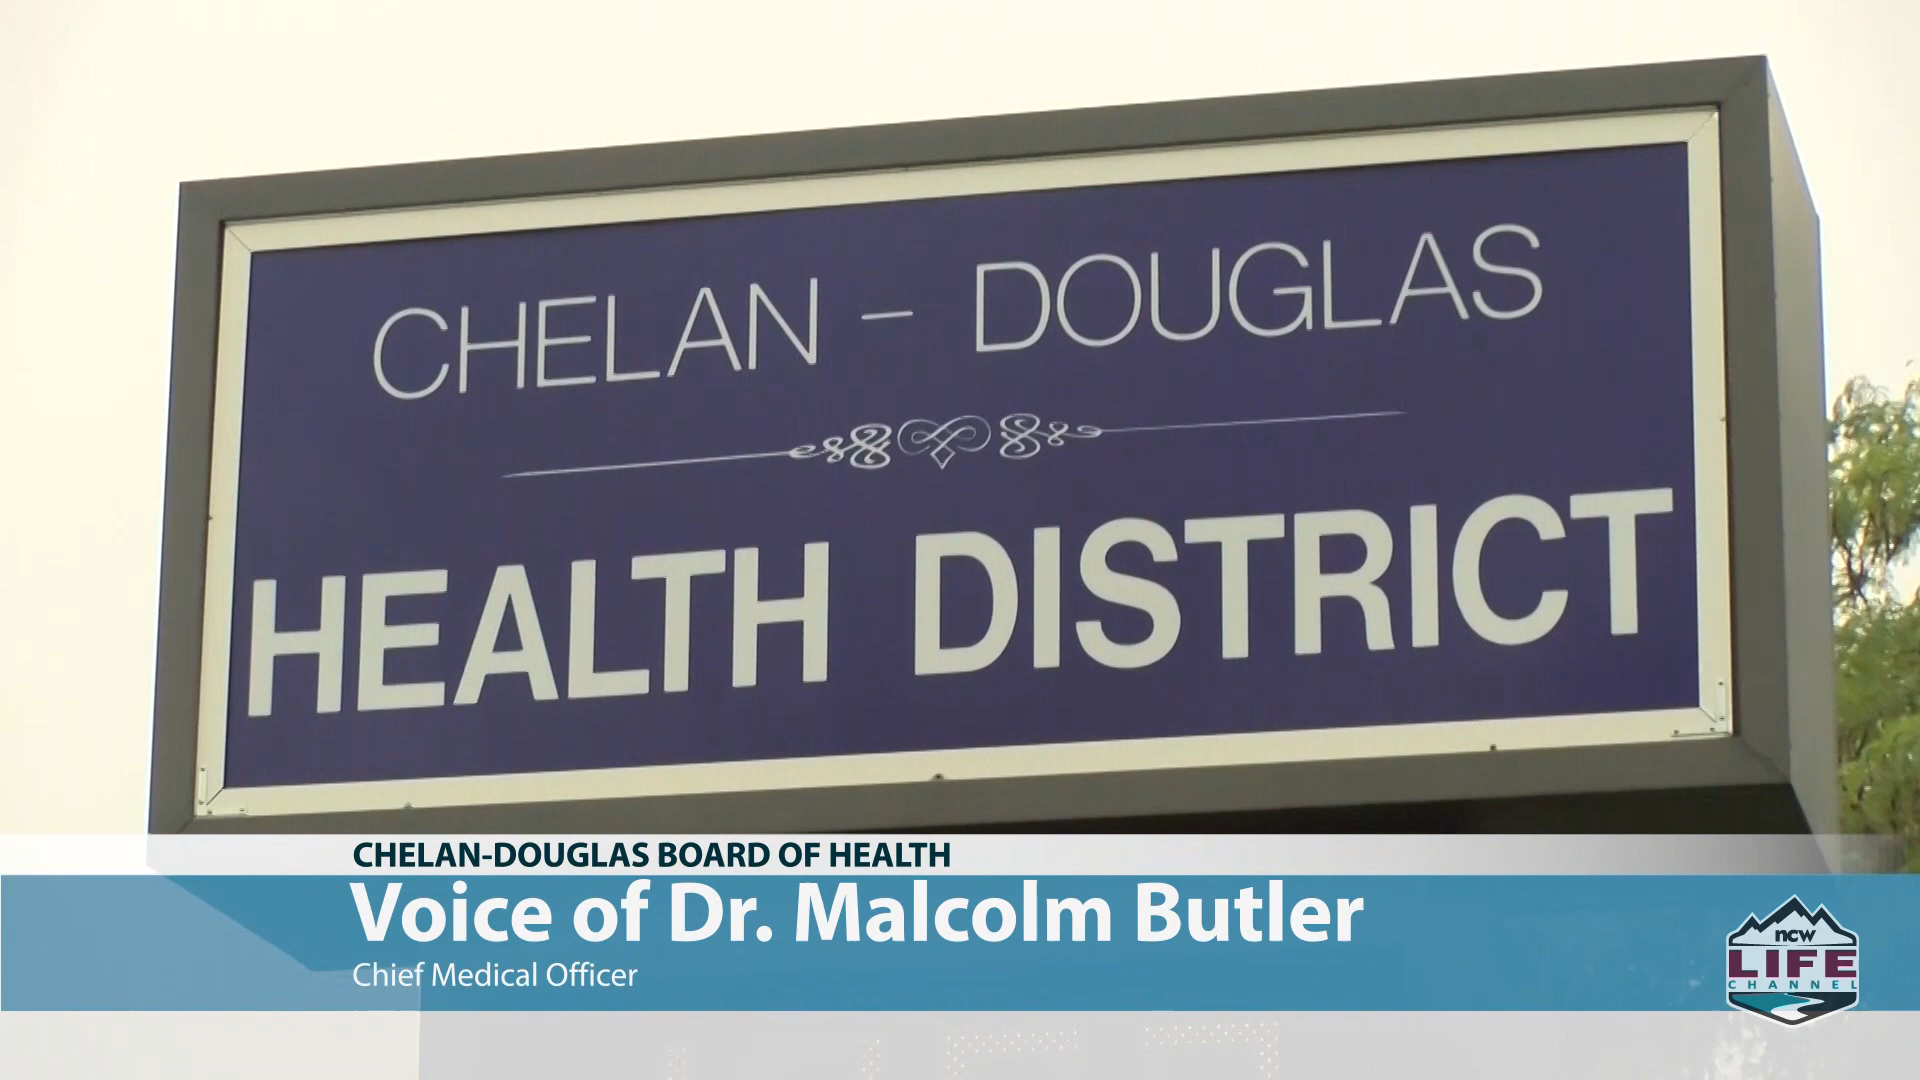 CHELAN - DOUGLAS
HEALTH DISTRICT
CHELAN-DOUGLAS BOARD OF HEALTH
Voice of Dr. Malcolm Butler
Chief Medical Officer
ncw
LIFE
CHANNEL